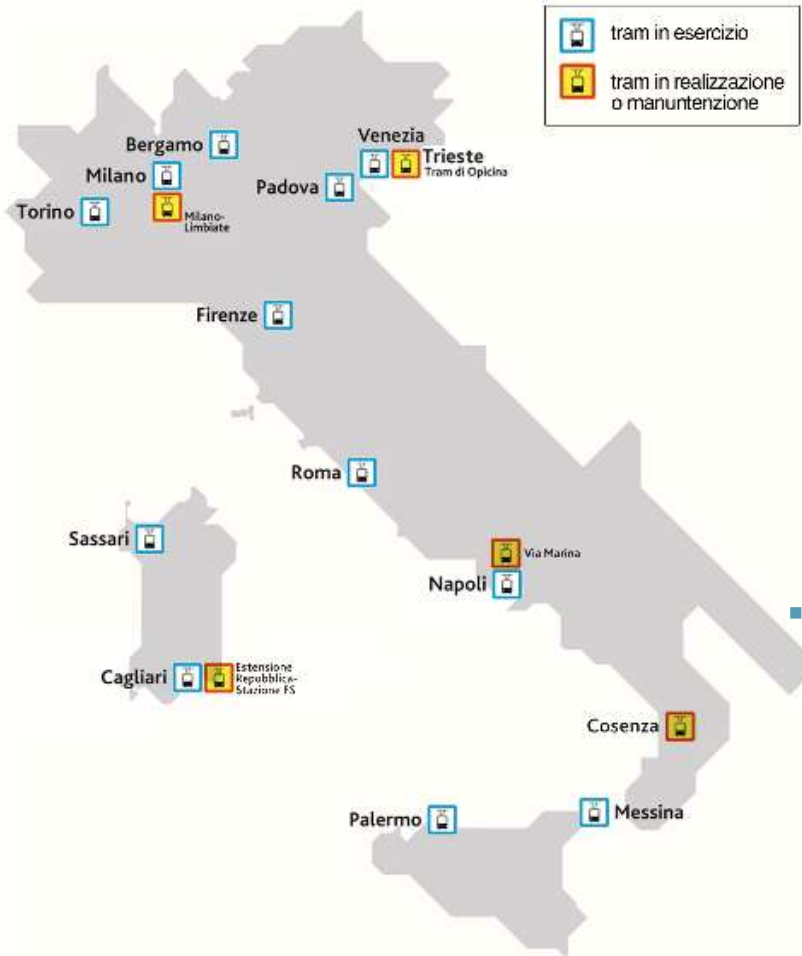 tram in esercizio
tram in realizzazione
o manuntenzione
Bergamo
Venezia
Milano
Trieste
Tram di Opicina
Padova
Torino
Milano-
Limbiate
Firenze
Roma
Sassari
Via Marina
Napoli
Cagliari
Estensione
Repubblica-
Stazione FS
Cosenza
Palermo
Messina